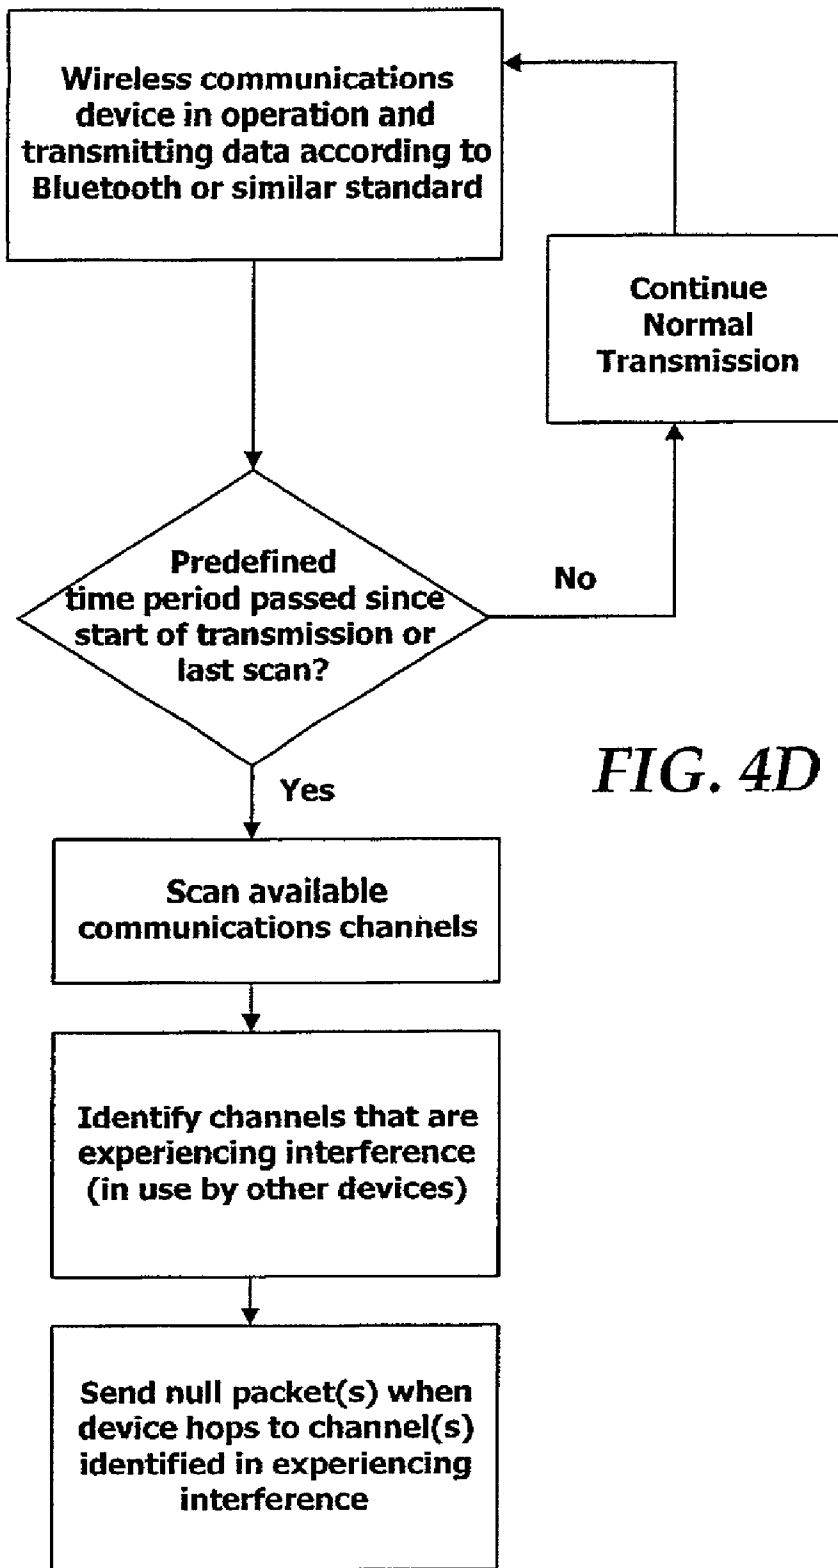 Wireless communications
device in operation and
transmitting data according to
Bluetooth or similar standard
Continue
Normal
Transmission
Predefined
time period passed since
start of transmission or
last scan?
No
Yes
FIG. 4D
Scan available
communications channels
Identify channels that are
experiencing interference
(in use by other devices)
Send null packet(s) when
device hops to channel(s)
identified in experiencing
interference